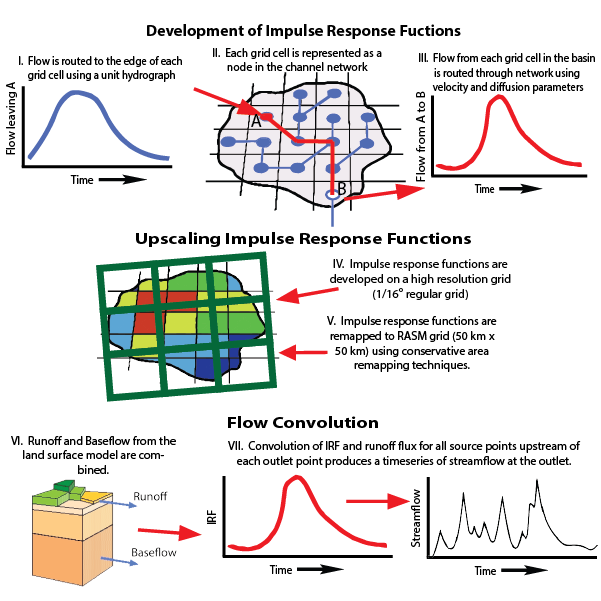 Development of Impulse Response Fuctions
I. Flow is routed to the edge of each
grid cell using a unit hydrograph
II. Each grid cell is represented as a
node in the channel network
III. Flow from each grid cell in the basin
is routed through network using
velocity and diffusion parameters
Flow leaving A
Time
A
B
Flow from A to B
Time
Upscaling Impulse Response Functions
IV. Impulse response functions are
developed on a high resolution grid
(1/16° regular grid)
V. Impulse response functions are
remapped to RASM grid (50 km x
50 km) using conservative area
remapping techniques.
Flow Convolution
VI. Runoff and Baseflow from the
land surface model are com-
bined.
VII. Convolution of IRF and runoff flux for all source points upstream of
each outlet point produces a timeseries of streamflow at the outlet.
Runoff
Baseflow
IRF
Time
Streamflow
Time